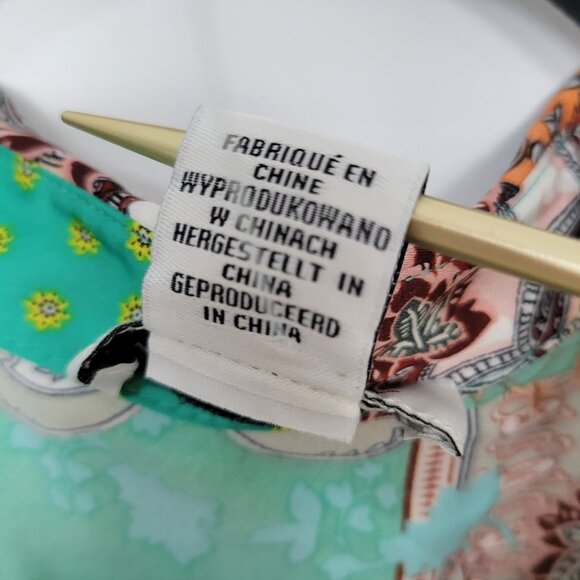 FABRIQUÉ EN
CHINE
WYPRODUKOWANO
W CHINACH
HERGESTELLT IN
CHINA
GEPRODUCEERD
IN CHINA